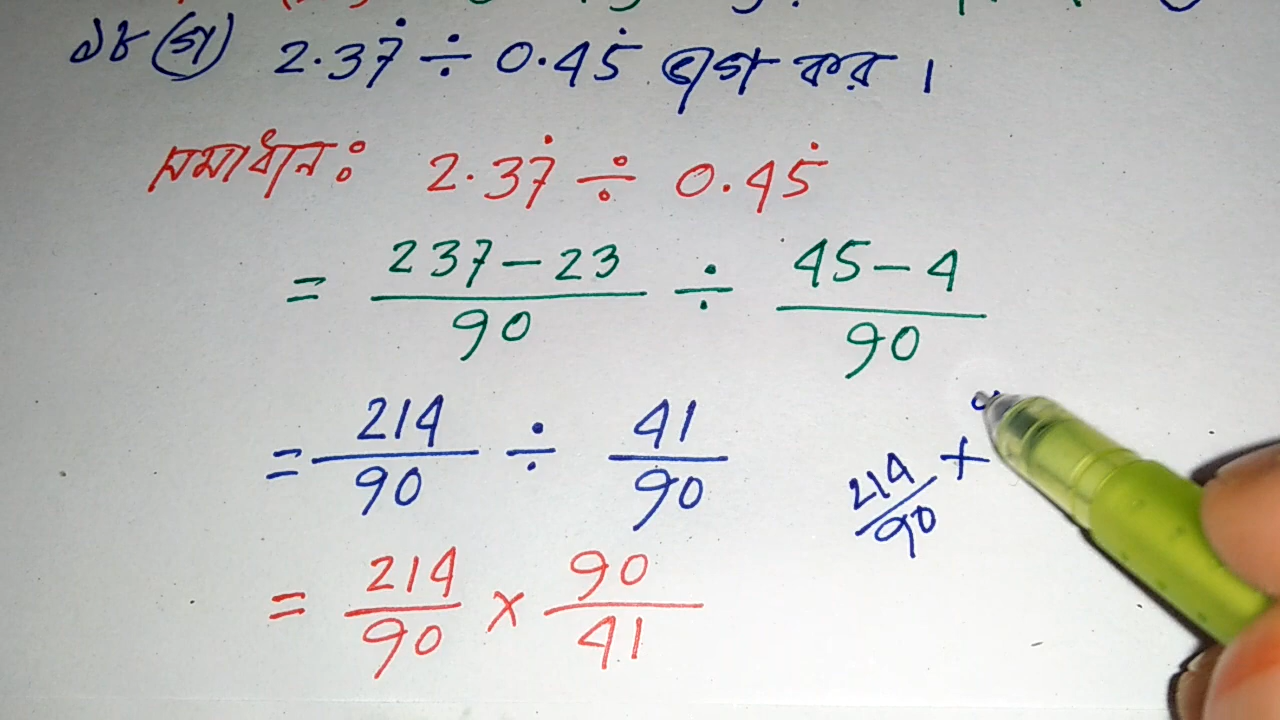 ১৮ (গ) 2.37̇ ÷ 0.45̇ ভাগ কর।
সমাধানঃ 2.37̇ ÷ 0.45̇
= (237 − 23)/90 ÷ (45 − 4)/90
= 214/90 ÷ 41/90
214/90 ×
= 214/90 × 90/41